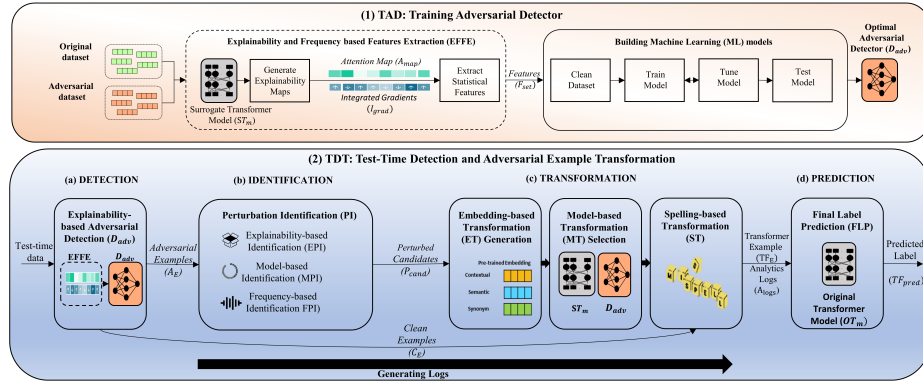 (1) TAD: Training Adversarial Detector
Original
dataset
Adversarial
dataset
Explainability and Frequency based Features Extraction (EFFE)
Surrogate Transformer
Model (ST_m)
Generate
Explainability
Maps
Attention Map (A_map)
Integrated Gradients
(I_grad)
Extract
Statistical
Features
Features
(F_set)
Building Machine Learning (ML) models
Clean
Dataset
Train
Model
Tune
Model
Test
Model
Optimal
Adversarial
Detector (D_adv)
(2) TDT: Test-Time Detection and Adversarial Example Transformation
(a) DETECTION
(b) IDENTIFICATION
(c) TRANSFORMATION
(d) PREDICTION
Test-time
data
Explainability-
based Adversarial
Detection (D_adv)
EFFE
D_adv
Adversarial
Examples
(A_E)
Perturbation Identification (PI)
Explainability-based
Identification (EPI)
Model-based
Identification (MPI)
Frequency-based
Identification FPI)
Perturbed
Candidates
(P_cand)
Embedding-based
Transformation
(ET) Generation
Pre-trained Embedding
Contextual
Semantic
Synonym
Model-based
Transformation
(MT) Selection
ST_m
D_adv
Spelling-based
Transformation
(ST)
Transformer
Example
(TF_E)
Analytics
Logs
(A_logs)
Final Label
Prediction (FLP)
Original
Transformer
Model (OT_m)
Predicted
Label
(TF_pred)
Clean
Examples
(C_E)
Generating Logs